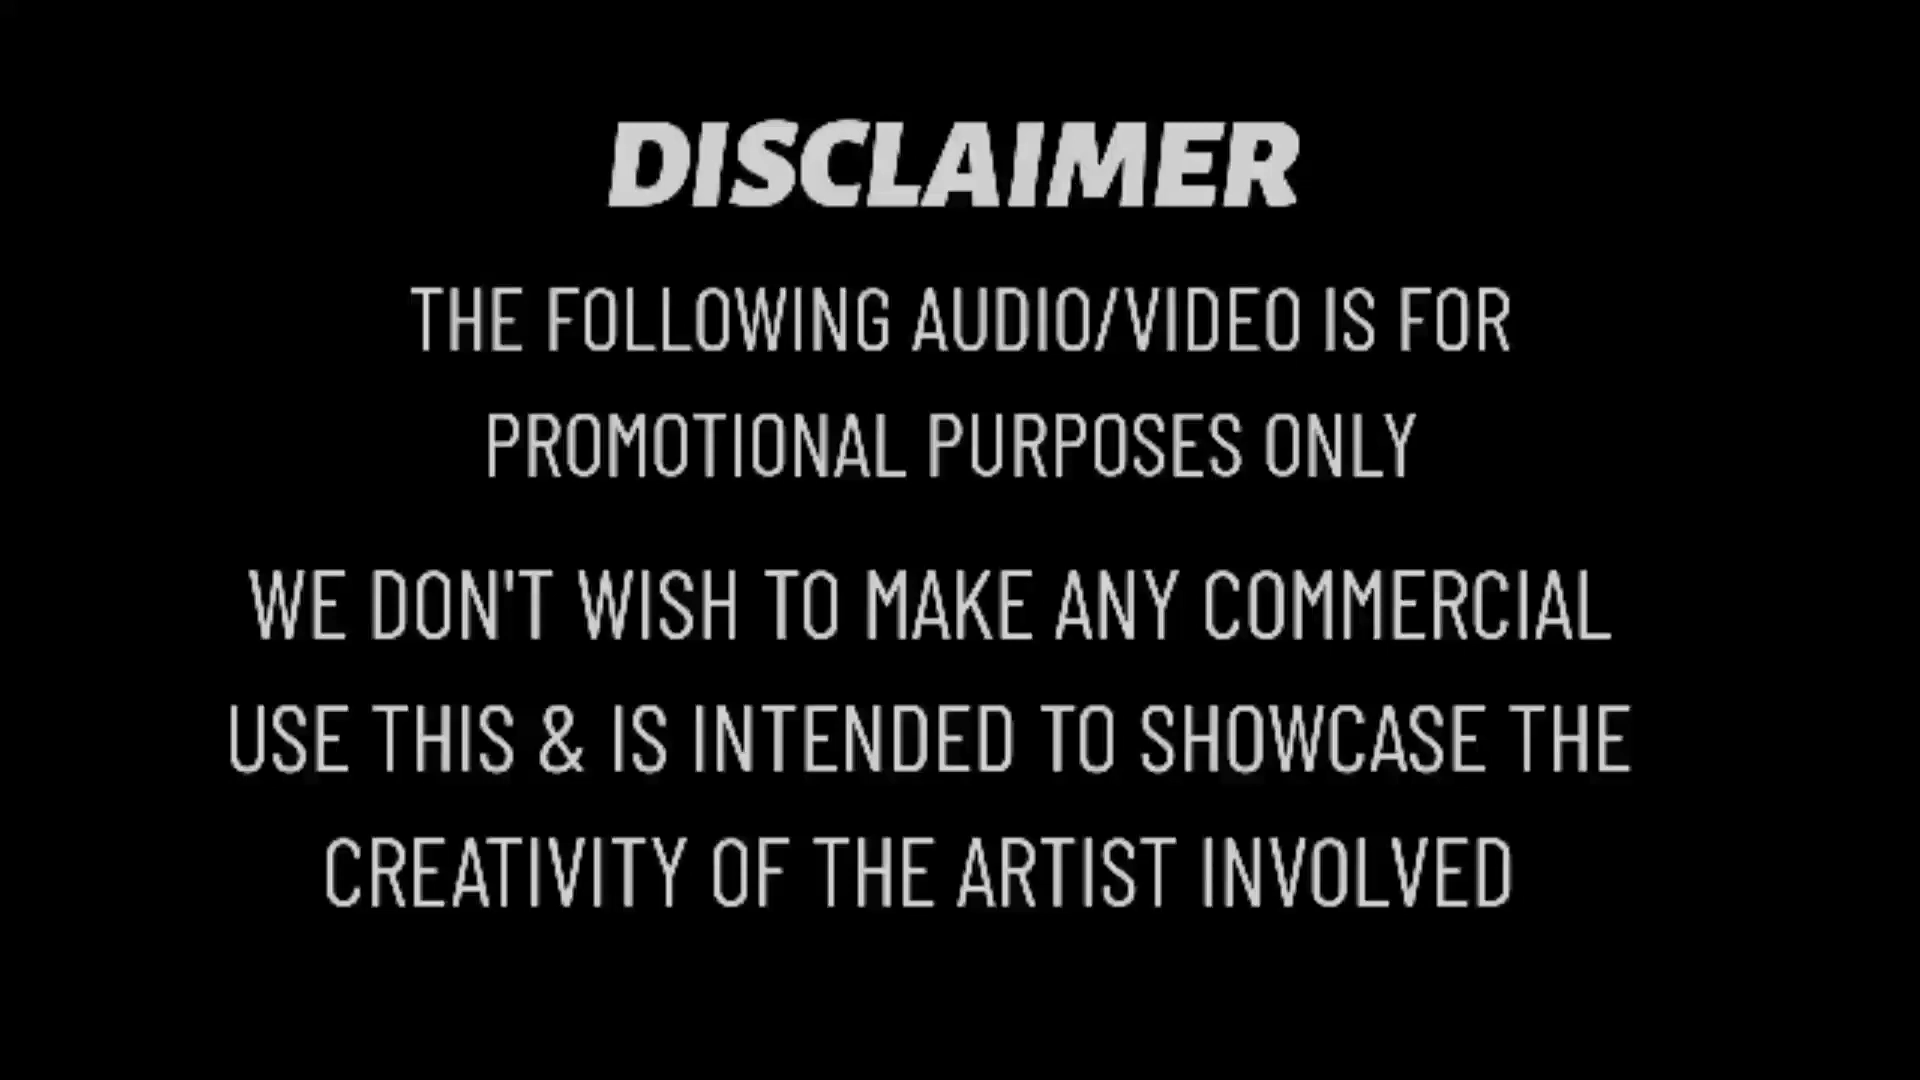 DISCLAIMER
THE FOLLOWING AUDIO/VIDEO IS FOR
PROMOTIONAL PURPOSES ONLY
WE DON'T WISH TO MAKE ANY COMMERCIAL
USE THIS & IS INTENDED TO SHOWCASE THE
CREATIVITY OF THE ARTIST INVOLVED